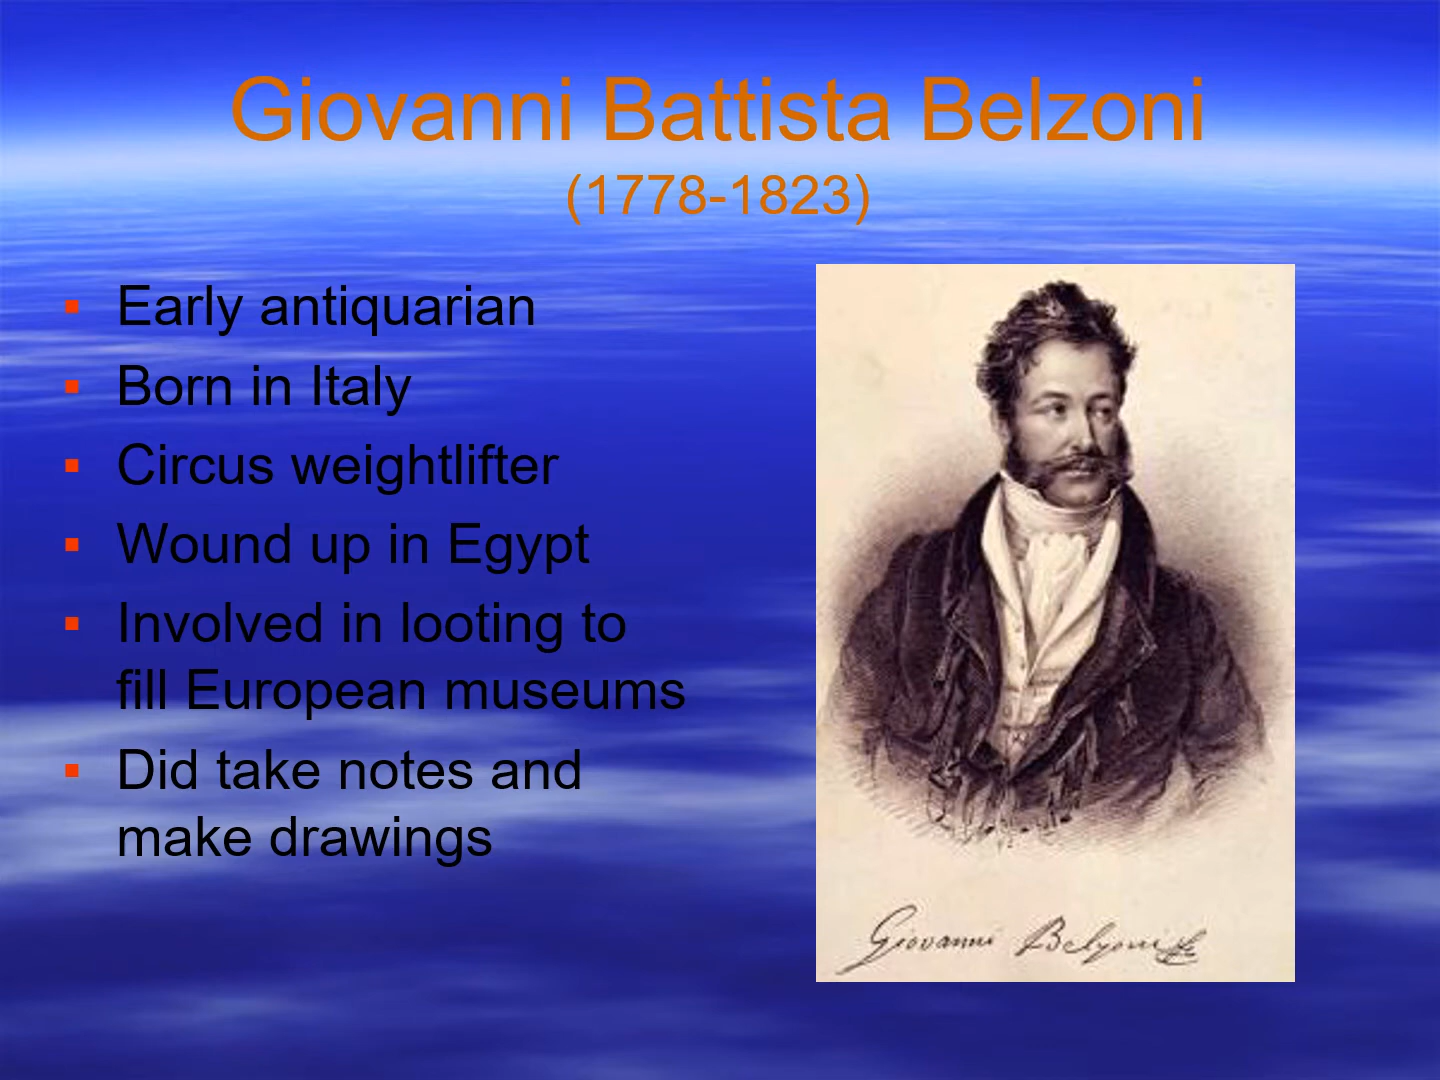 Giovanni Battista Belzoni
(1778-1823)
▪ Early antiquarian
▪ Born in Italy
▪ Circus weightlifter
▪ Wound up in Egypt
▪ Involved in looting to
fill European museums
▪ Did take notes and
make drawings
Giovanni Belzoni